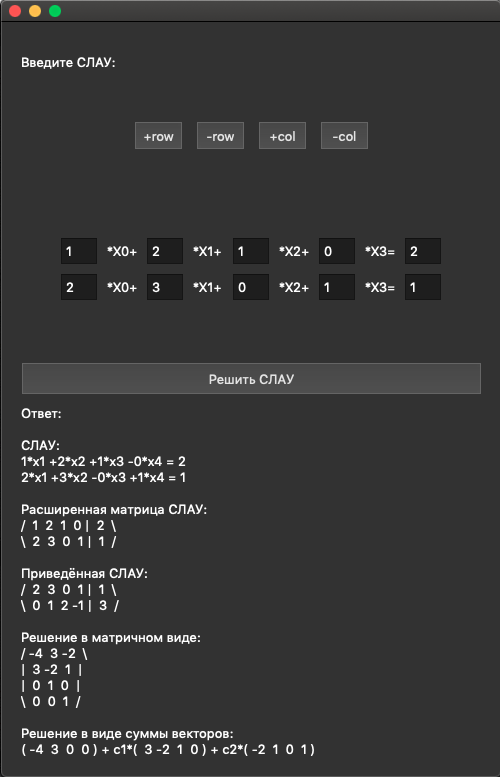 Введите СЛАУ:
+row -row +col -col
1 *X0+ 2 *X1+ 1 *X2+ 0 *X3= 2
2 *X0+ 3 *X1+ 0 *X2+ 1 *X3= 1
Решить СЛАУ
Ответ:
СЛАУ:
1*x1 +2*x2 +1*x3 -0*x4 = 2
2*x1 +3*x2 -0*x3 +1*x4 = 1
Расширенная матрица СЛАУ:
/ 1 2 1 0 | 2 \
\ 2 3 0 1 | 1 /
Приведённая СЛАУ:
/ 2 3 0 1 | 1 \
\ 0 1 2 -1 | 3 /
Решение в матричном виде:
/ -4 3 -2 \
| 3 -2 1 |
| 0 1 0 |
\ 0 0 1 /
Решение в виде суммы векторов:
( -4 3 0 0 ) + c1*( 3 -2 1 0 ) + c2*( -2 1 0 1 )